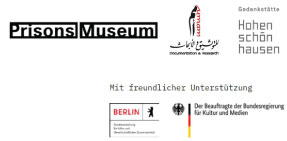 Prisons Museum
للتوثيق والأبحاث
Documentation & Research
Gedenkstätte
Hohen
schön
hausen
Mit freundlicher Unterstützung
BERLIN
Der Beauftragte der Bundesregierung
für Kultur und Medien